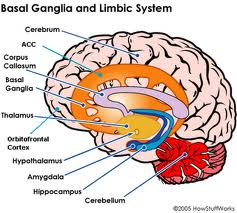 Basal Ganglia and Limbic System
Cerebrum
ACC
Corpus
Callosum
Basal
Ganglia
Thalamus
Orbitofrontal
Cortex
Hypothalamus
Amygdala
Hippocampus
Cerebellum
©2005 HowStuffWorks